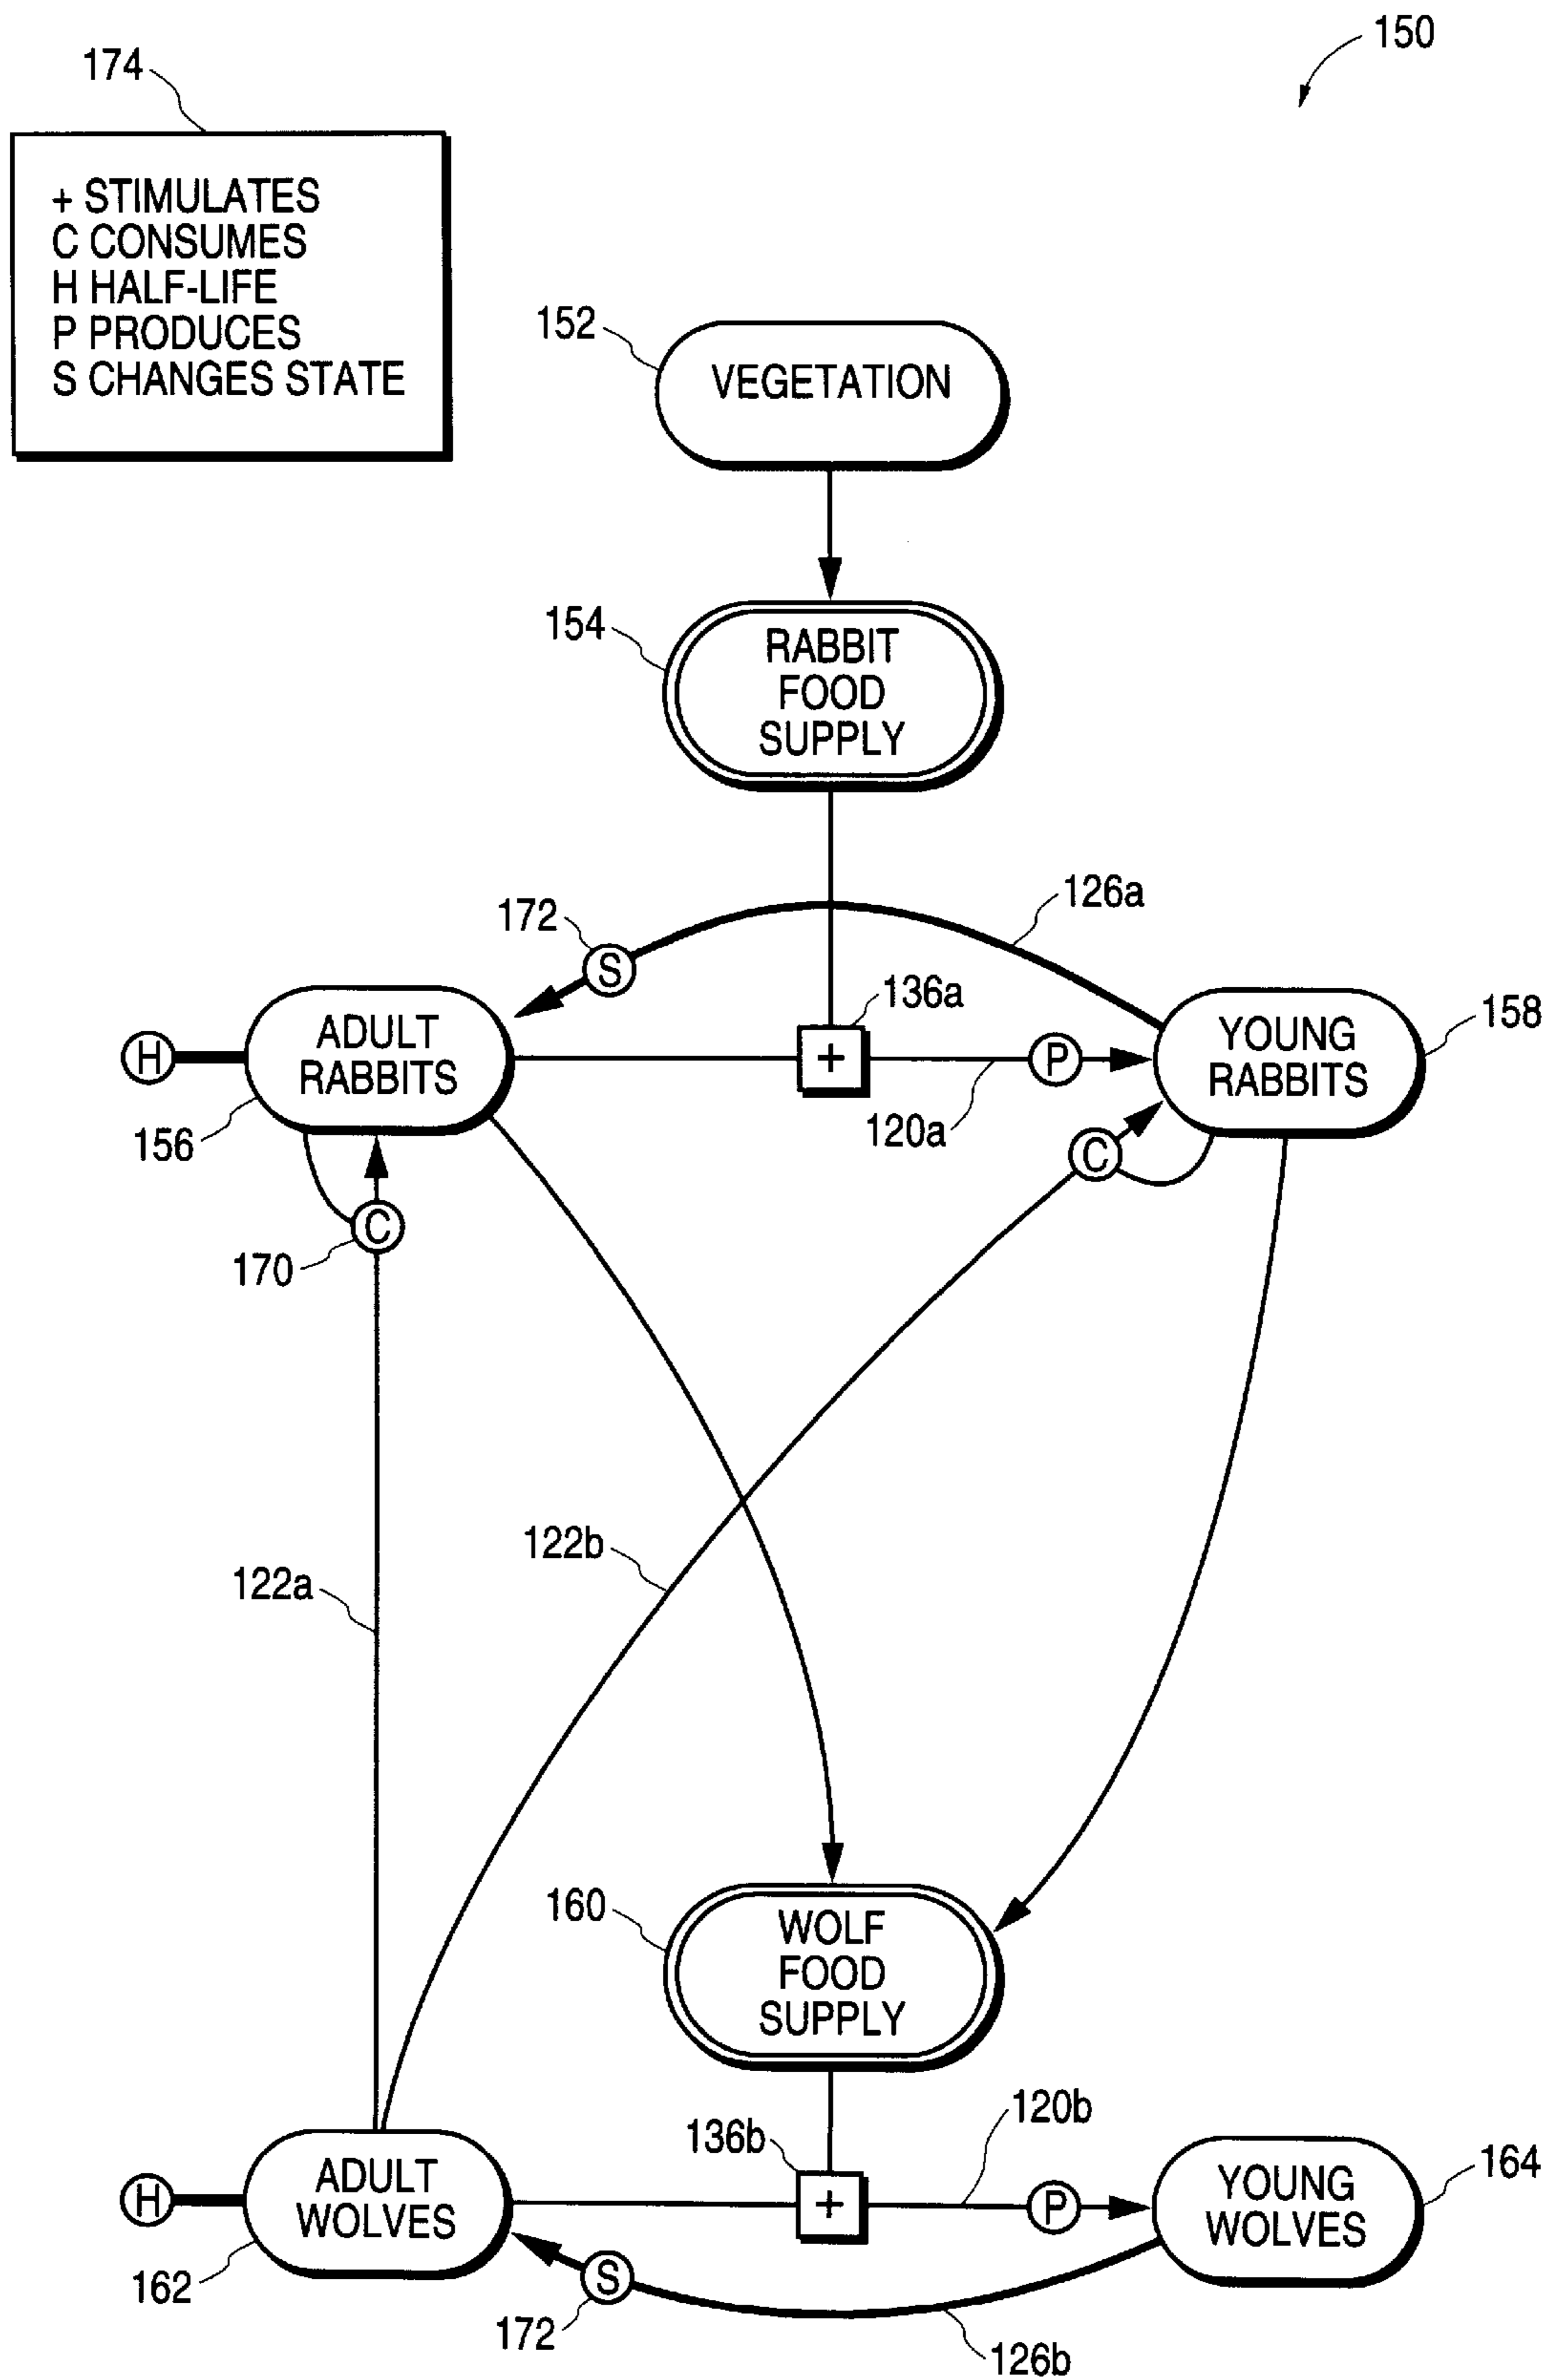 150
174
+ STIMULATES
C CONSUMES
H HALF-LIFE
P PRODUCES
S CHANGES STATE
152
VEGETATION
154
RABBIT
FOOD
SUPPLY
126a
172
S
136a
158
H
ADULT
RABBITS
+
P
YOUNG
RABBITS
120a
156
C
C
170
122b
122a
160
WOLF
FOOD
SUPPLY
120b
136b
164
H
ADULT
WOLVES
+
P
YOUNG
WOLVES
S
162
172
126b